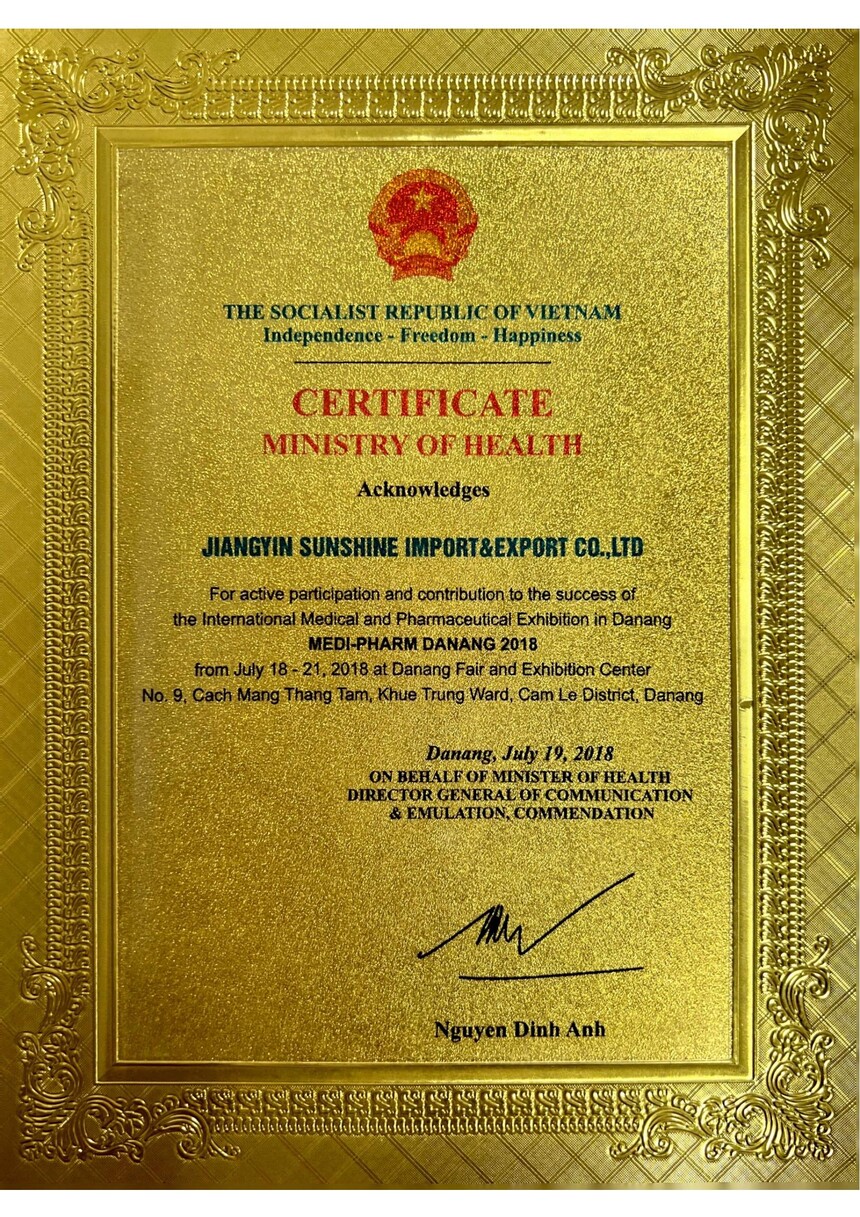 THE SOCIALIST REPUBLIC OF VIETNAM
Independence - Freedom - Happiness
CERTIFICATE
MINISTRY OF HEALTH
Acknowledges
JIANGYIN SUNSHINE IMPORT&EXPORT CO.,LTD
For active participation and contribution to the success of
the International Medical and Pharmaceutical Exhibition in Danang
MEDI-PHARM DANANG 2018
from July 18 - 21, 2018 at Danang Fair and Exhibition Center
No. 9, Cach Mang Thang Tam, Khue Trung Ward, Cam Le District, Danang
Danang, July 19, 2018
ON BEHALF OF MINISTER OF HEALTH
DIRECTOR GENERAL OF COMMUNICATION
& EMULATION, COMMENDATION
Nguyen Dinh Anh